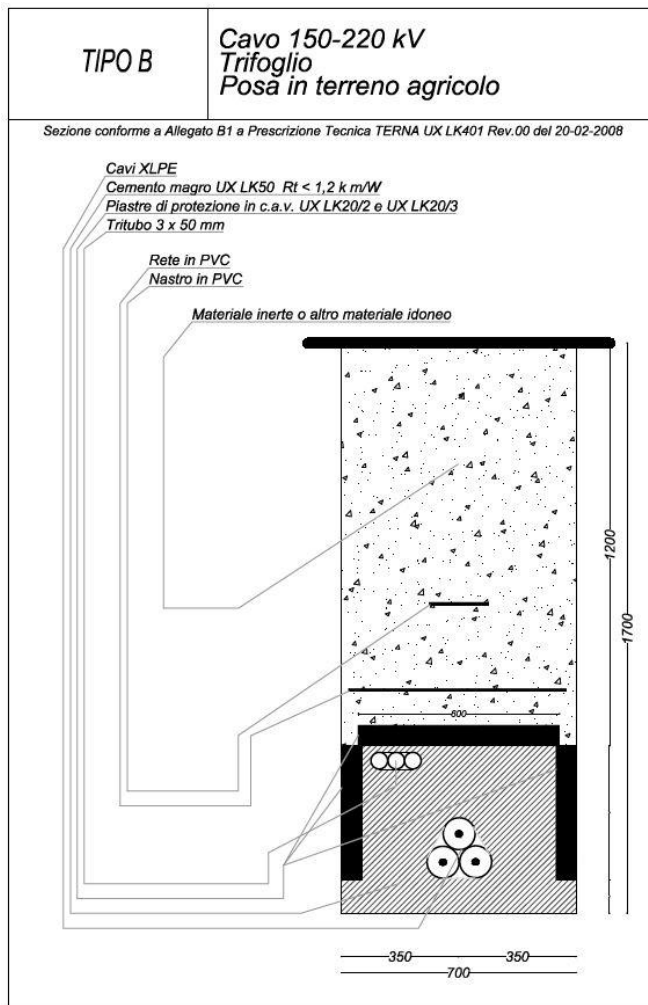 TIPO B
Cavo 150-220 kV
Trifoglio
Posa in terreno agricolo
Sezione conforme a Allegato B1 a Prescrizione Tecnica TERNA UX LK401 Rev.00 del 20-02-2008
Cavi XLPE
Cemento magro UX LK50 Rt < 1,2 k m/W
Piastre di protezione in c.a.v. UX LK20/2 e UX LK20/3
Tritubo 3 x 50 mm
Rete in PVC
Nastro in PVC
Materiale inerte o altro materiale idoneo
1200
1700
600
350
350
700